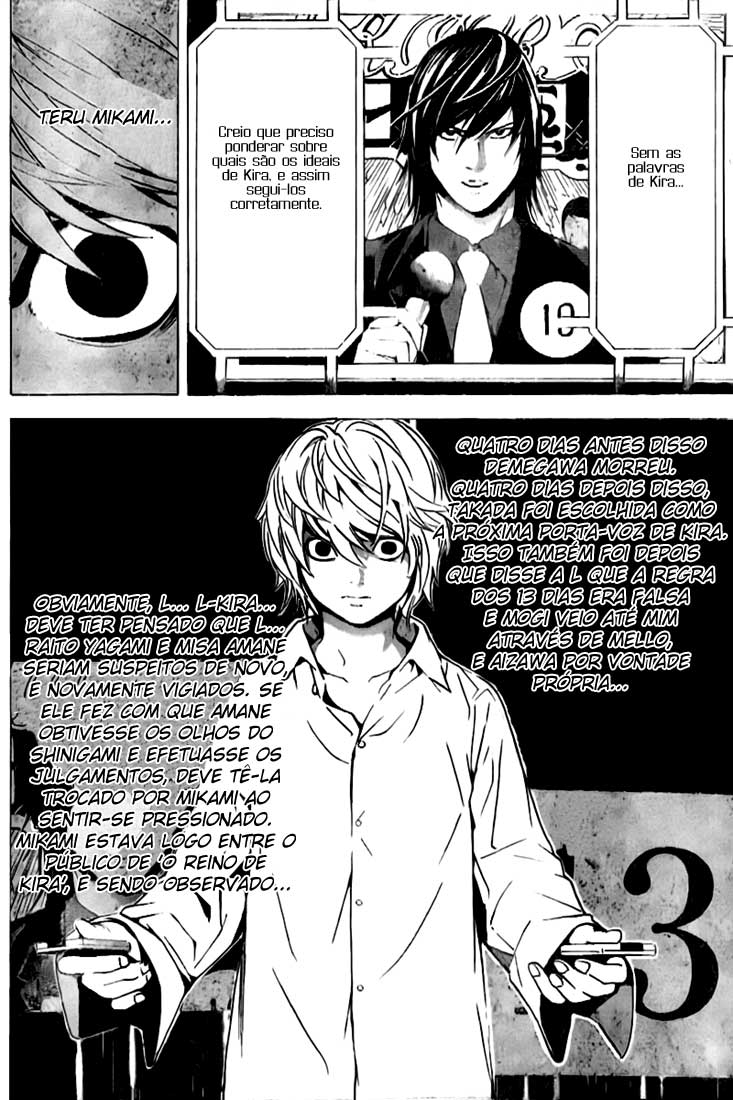 Sem as
palavras
de Kira...
10
Creio que preciso
ponderar sobre
quais são os ideais
de Kira, e assim
segui-los
corretamente.
TERU MIKAMI...
QUATRO DIAS ANTES DISSO
DEMEGAWA MORREU.
QUATRO DIAS DEPOIS DISSO,
TAKADA FOI ESCOLHIDA COMO
A PRÓXIMA PORTA-VOZ DE KIRA.
ISSO TAMBÉM FOI DEPOIS
QUE DISSE A L QUE A REGRA
DOS 13 DIAS ERA FALSA
E MOGI VEIO ATÉ MIM
ATRAVÉS DE MELLO,
E AIZAWA POR VONTADE
PRÓPRIA...
OBVIAMENTE, L... L-KIRA...
DEVE TER PENSADO QUE L...
RAITO YAGAMI E MISA AMANE
SERIAM SUSPEITOS DE NOVO,
E NOVAMENTE VIGIADOS. SE
ELE FEZ COM QUE AMANE
OBTIVESSE OS OLHOS DO
SHINIGAMI E EFETUASSE OS
JULGAMENTOS, DEVE TÊ-LA
TROCADO POR MIKAMI AO
SENTIR-SE PRESSIONADO.
MIKAMI ESTAVA LOGO ENTRE O
PÚBLICO DE 'O REINO DE
KIRA', E SENDO OBSERVADO...
3